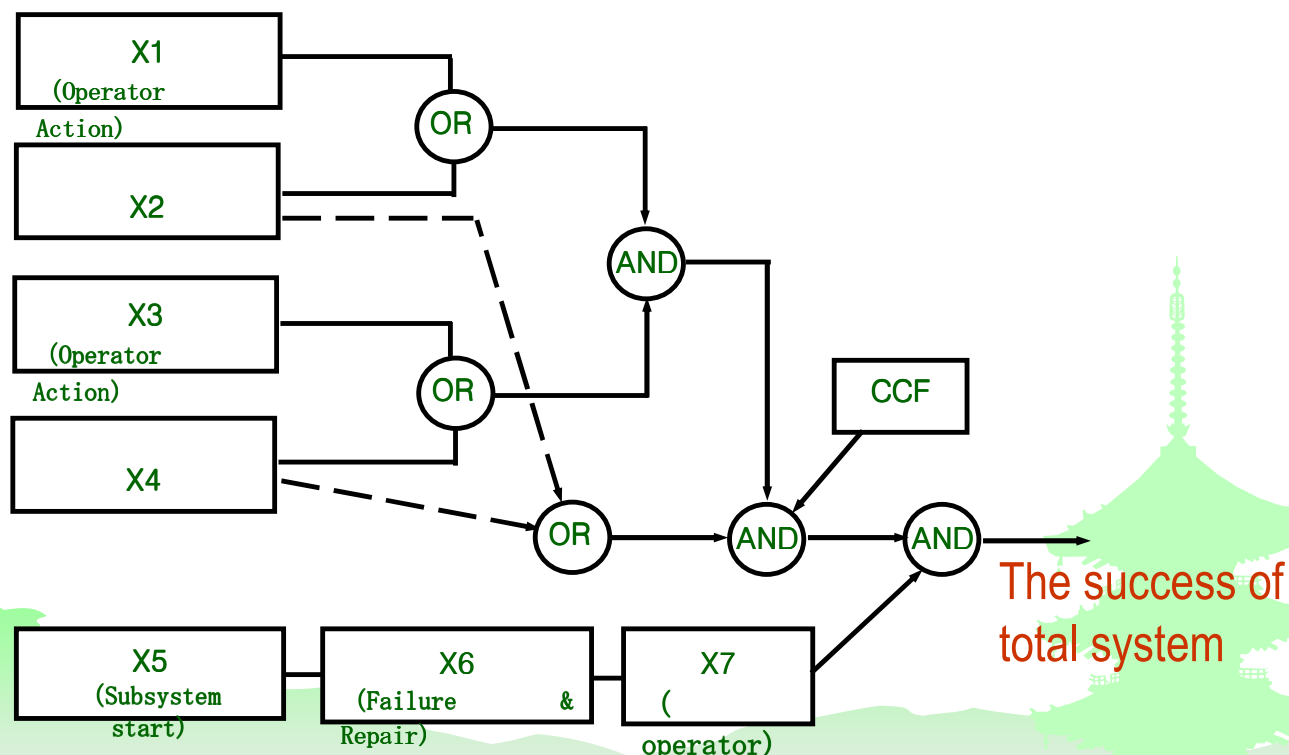 X1
(Operator
Action)
OR
X2
AND
X3
(Operator
Action)
OR
CCF
X4
OR
AND
AND
The success of
total system
X5
(Subsystem
start)
X6
(Failure &
Repair)
X7
(
operator)